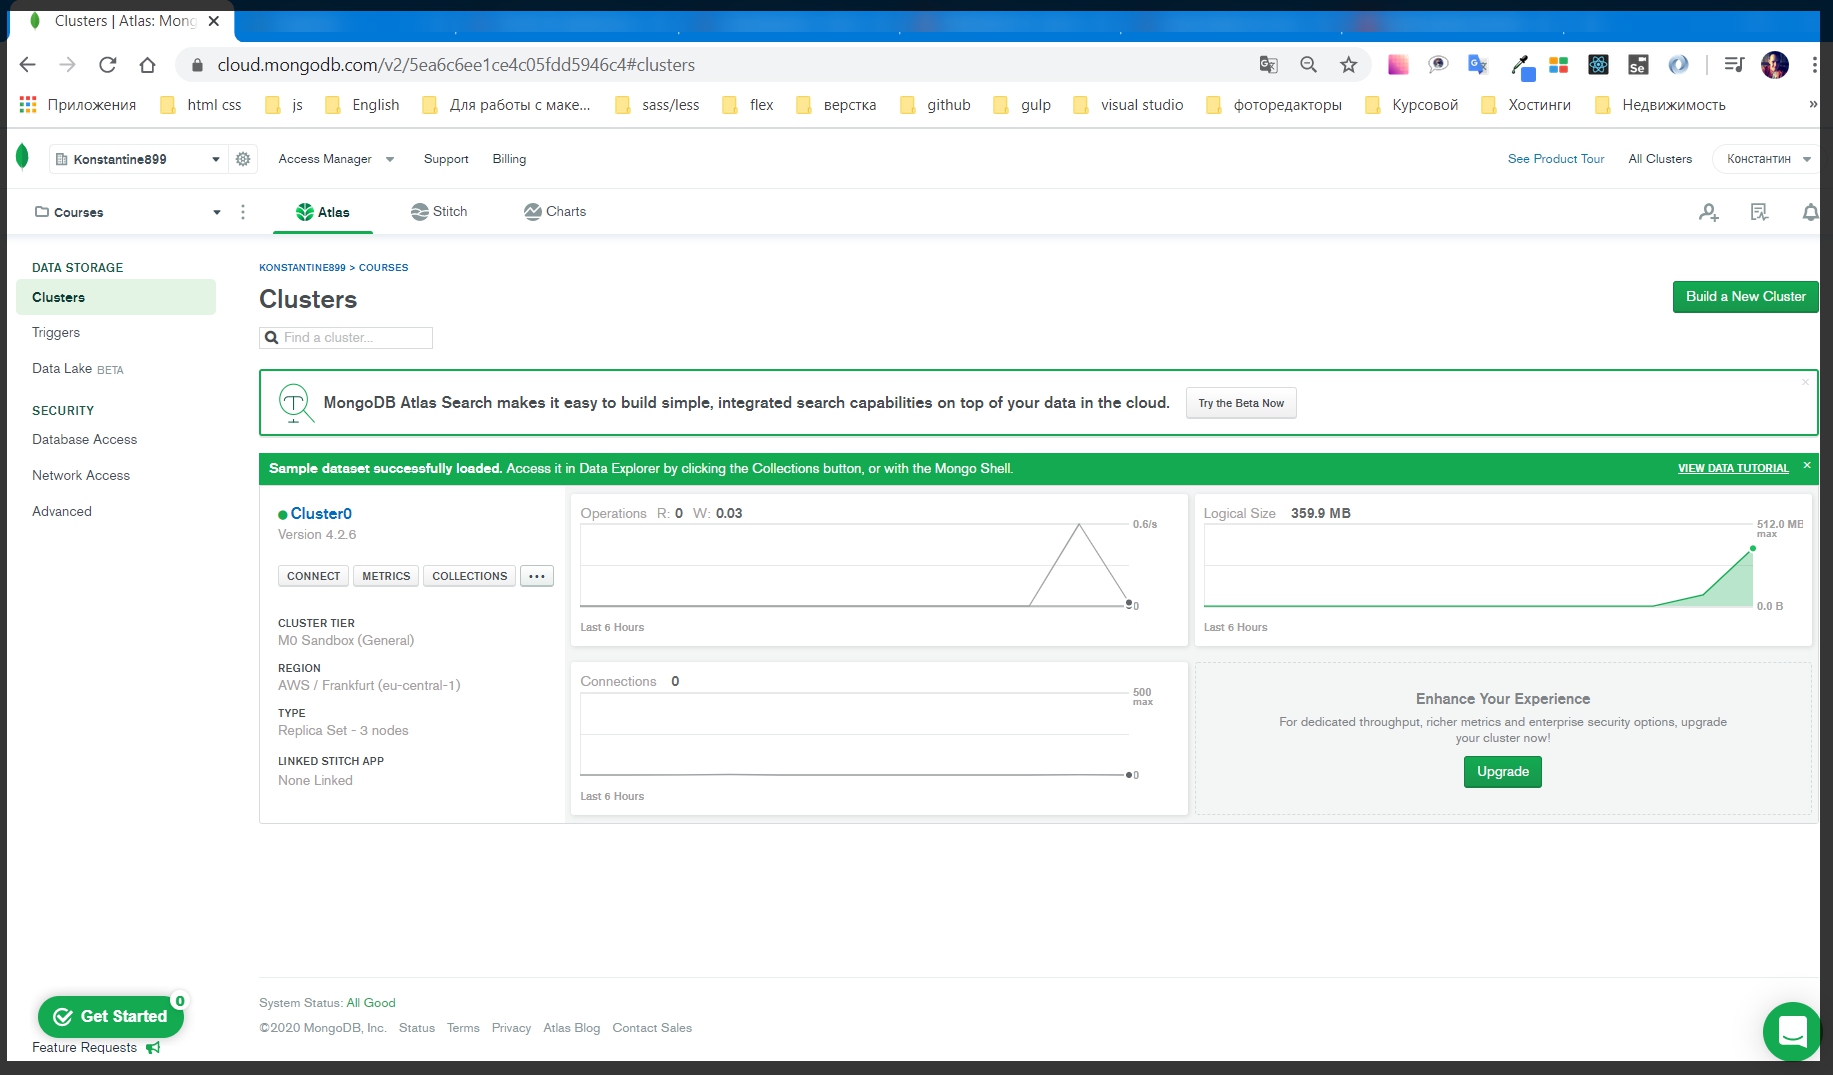 Clusters | Atlas: Mong
cloud.mongodb.com/v2/5ea6c6ee1ce4c05fdd5946c4#clusters
Приложения html css js English Для работы с маке... sass/less flex верстка github gulp visual studio фоторедакторы Курсовой Хостинги Недвижимость »
Konstantine899 Access Manager Support Billing See Product Tour All Clusters Константин
Courses Atlas Stitch Charts
DATA STORAGE
Clusters
Triggers
Data Lake BETA
SECURITY
Database Access
Network Access
Advanced
KONSTANTINE899 > COURSES
Clusters
Build a New Cluster
Find a cluster...
MongoDB Atlas Search makes it easy to build simple, integrated search capabilities on top of your data in the cloud. Try the Beta Now
Sample dataset successfully loaded. Access it in Data Explorer by clicking the Collections button, or with the Mongo Shell. VIEW DATA TUTORIAL
Cluster0
Version 4.2.6
CONNECT METRICS COLLECTIONS ...
CLUSTER TIER
M0 Sandbox (General)
REGION
AWS / Frankfurt (eu-central-1)
TYPE
Replica Set - 3 nodes
LINKED STITCH APP
None Linked
Operations R: 0 W: 0.03
0.6/s
0
Last 6 Hours
Logical Size 359.9 MB
512.0 MB
max
0.0 B
Last 6 Hours
Connections 0
500
max
0
Last 6 Hours
Enhance Your Experience
For dedicated throughput, richer metrics and enterprise security options, upgrade
your cluster now!
Upgrade
System Status: All Good
©2020 MongoDB, Inc. Status Terms Privacy Atlas Blog Contact Sales
Get Started 0
Feature Requests